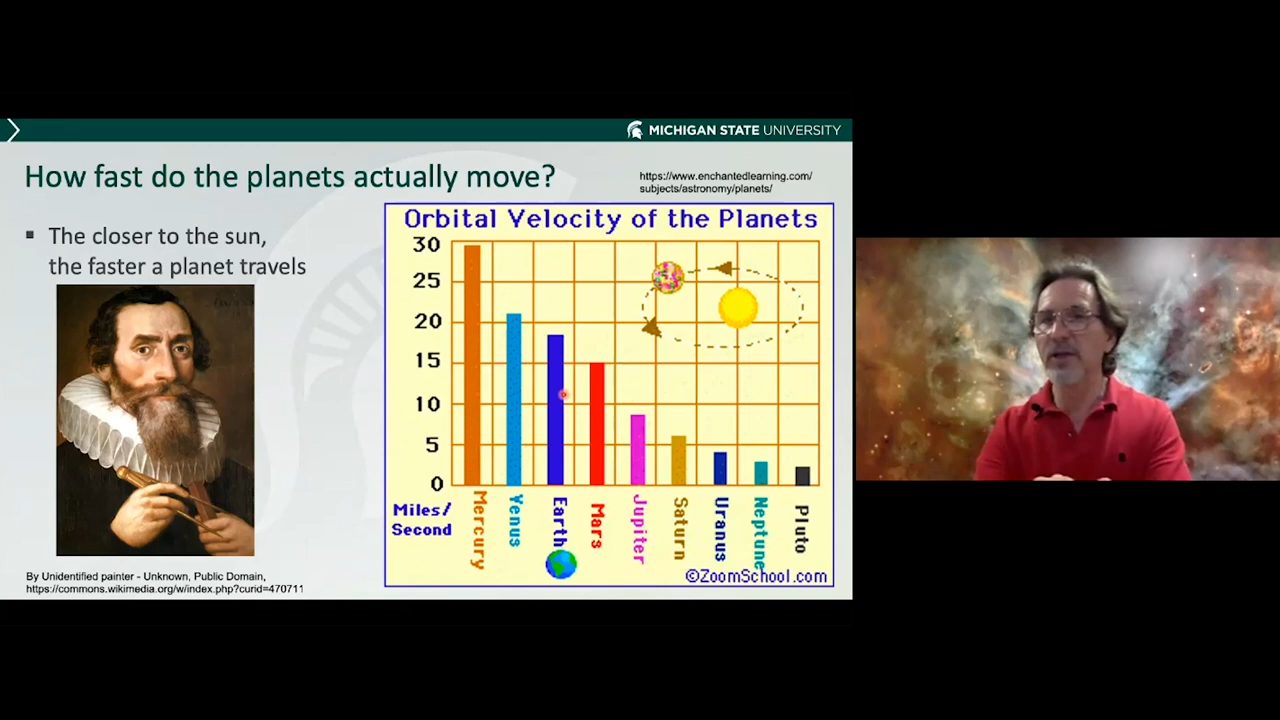 MICHIGAN STATE UNIVERSITY
How fast do the planets actually move?
https://www.enchantedlearning.com/
subjects/astronomy/planets/
▪ The closer to the sun,
the faster a planet travels
By Unidentified painter - Unknown, Public Domain,
https://commons.wikimedia.org/w/index.php?curid=470711
Orbital Velocity of the Planets
30
25
20
15
10
5
0
Miles/
Second
Mercury
Venus
Earth
Mars
Jupiter
Saturn
Uranus
Neptune
Pluto
©ZoomSchool.com